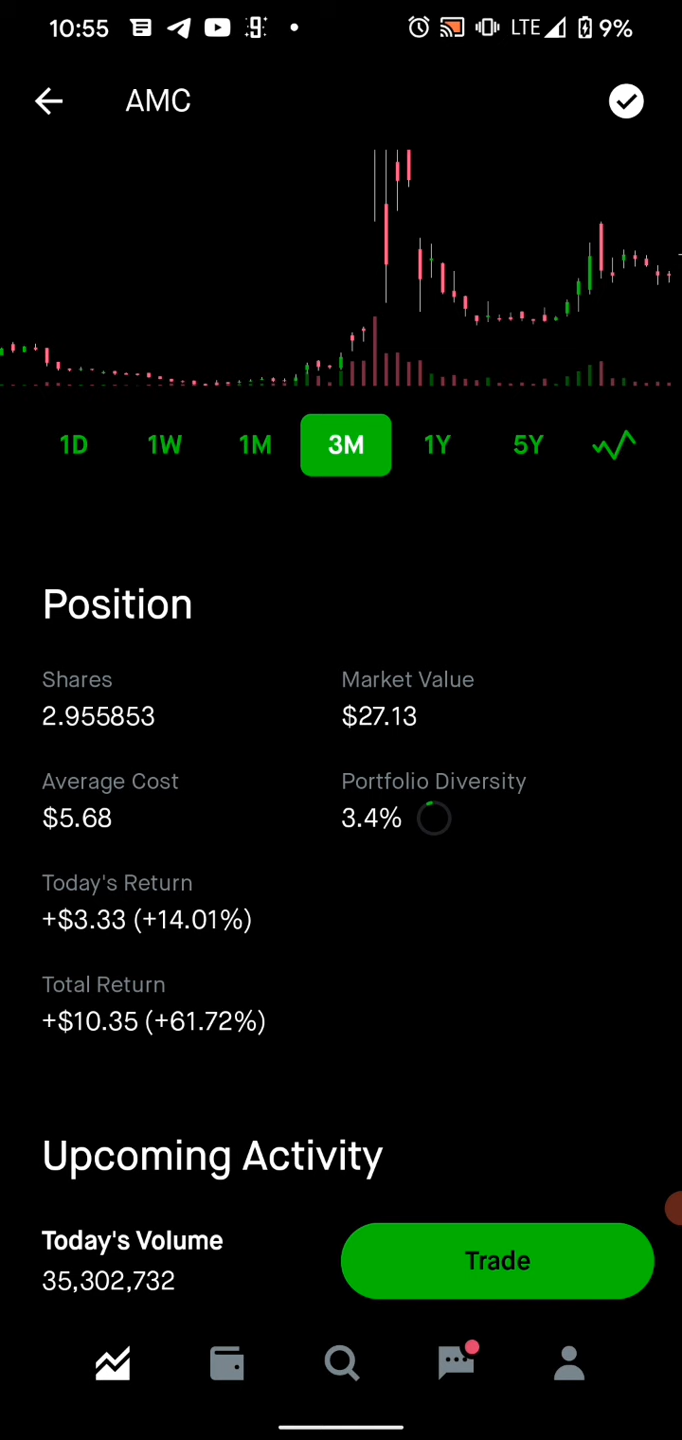 10:55 LTE 9%
AMC
1D 1W 1M 3M 1Y 5Y
Position
Shares Market Value
2.955853 $27.13
Average Cost Portfolio Diversity
$5.68 3.4%
Today's Return
+$3.33 (+14.01%)
Total Return
+$10.35 (+61.72%)
Upcoming Activity
Today's Volume
35,302,732
Trade